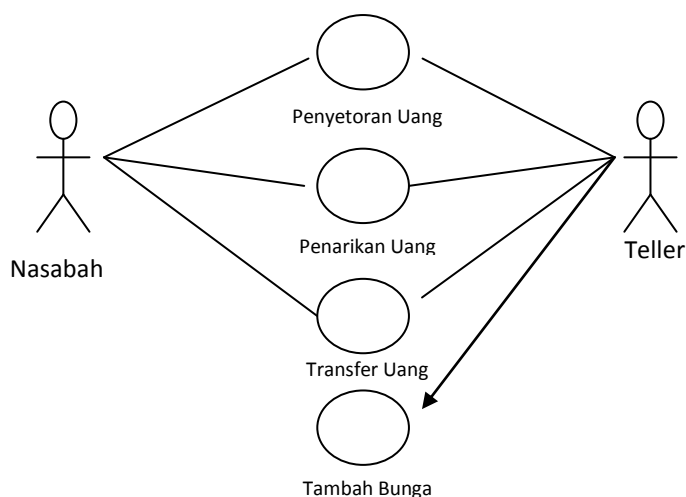 Penyetoran Uang
Penarikan Uang
Nasabah
Teller
Transfer Uang
Tambah Bunga